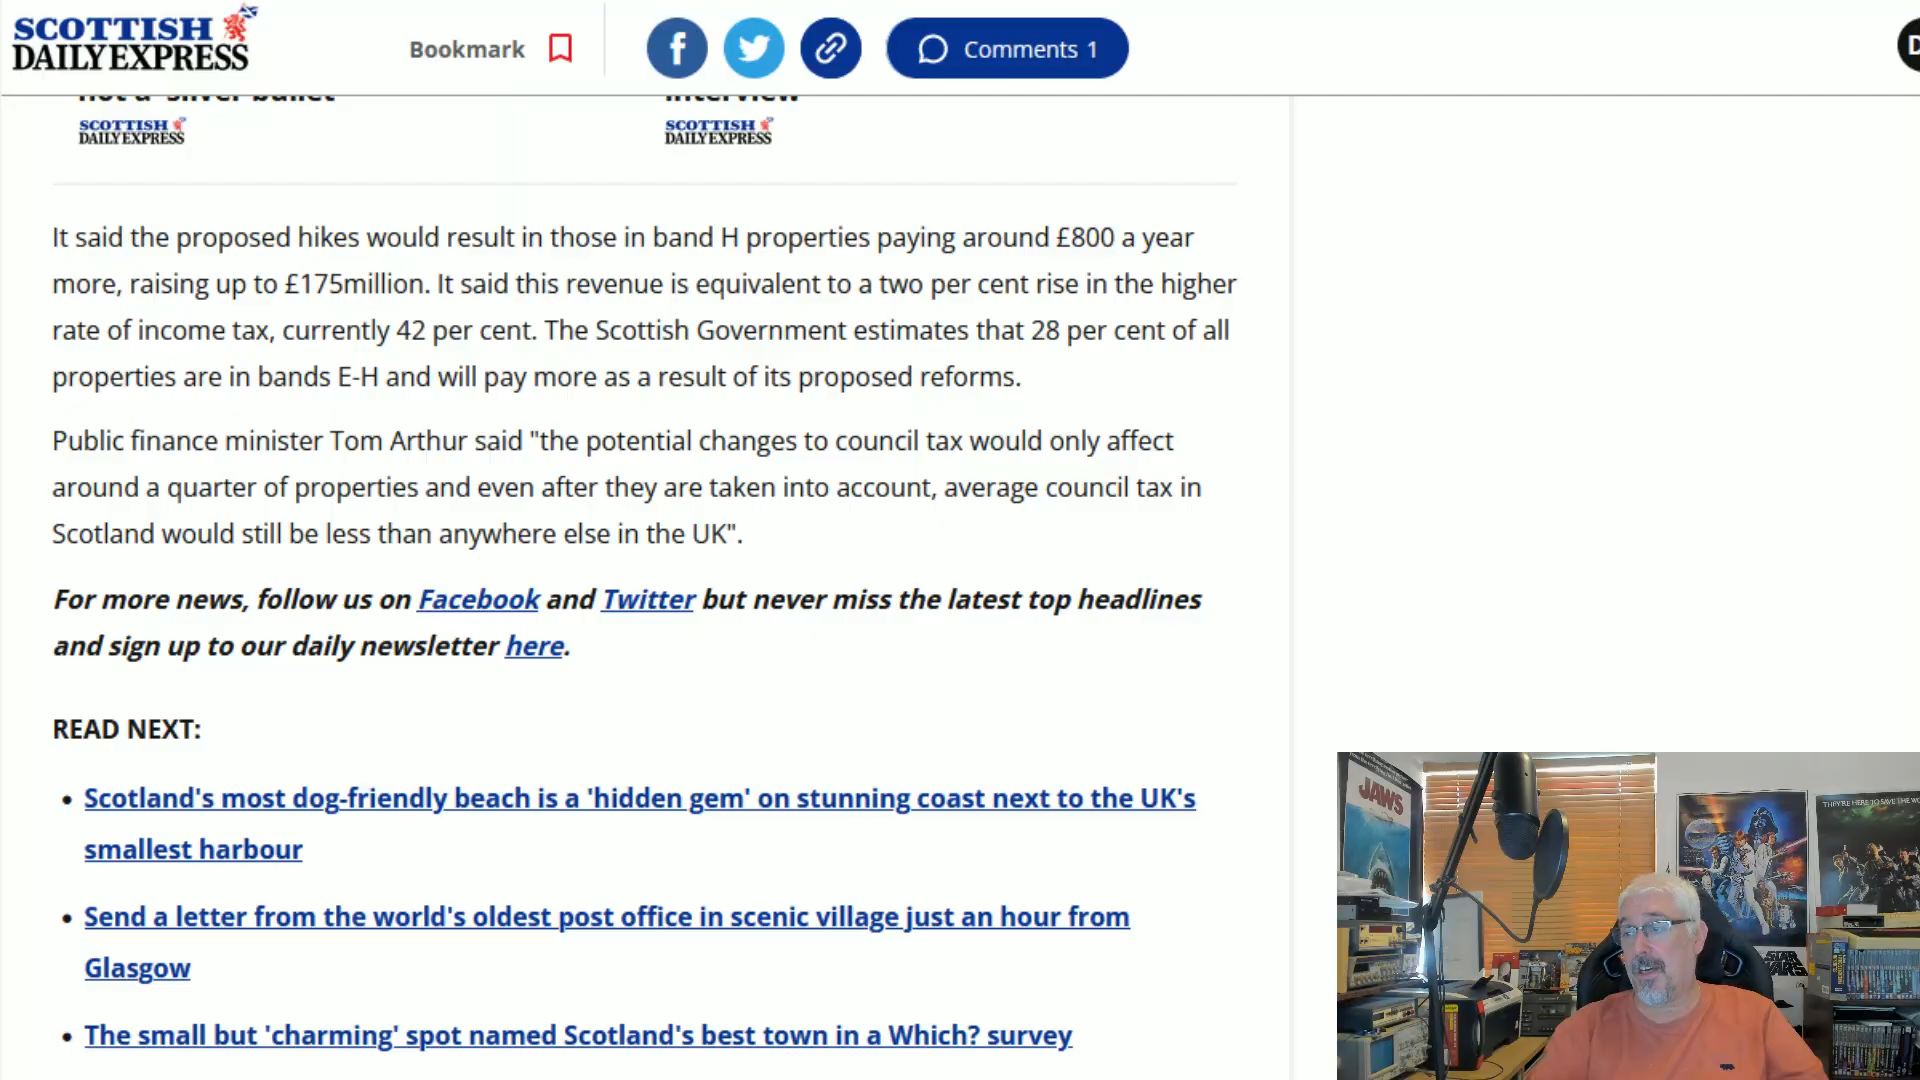 SCOTTISH
DAILY EXPRESS
Bookmark
Comments 1
not a 'silver bullet'
interview
SCOTTISH
DAILY EXPRESS
SCOTTISH
DAILY EXPRESS
It said the proposed hikes would result in those in band H properties paying around £800 a year
more, raising up to £175million. It said this revenue is equivalent to a two per cent rise in the higher
rate of income tax, currently 42 per cent. The Scottish Government estimates that 28 per cent of all
properties are in bands E-H and will pay more as a result of its proposed reforms.
Public finance minister Tom Arthur said "the potential changes to council tax would only affect
around a quarter of properties and even after they are taken into account, average council tax in
Scotland would still be less than anywhere else in the UK".
For more news, follow us on Facebook and Twitter but never miss the latest top headlines
and sign up to our daily newsletter here.
READ NEXT:
• Scotland's most dog-friendly beach is a 'hidden gem' on stunning coast next to the UK's
smallest harbour
• Send a letter from the world's oldest post office in scenic village just an hour from
Glasgow
• The small but 'charming' spot named Scotland's best town in a Which? survey
JAWS
THEY'RE HERE TO SAVE THE
STAR
WARS